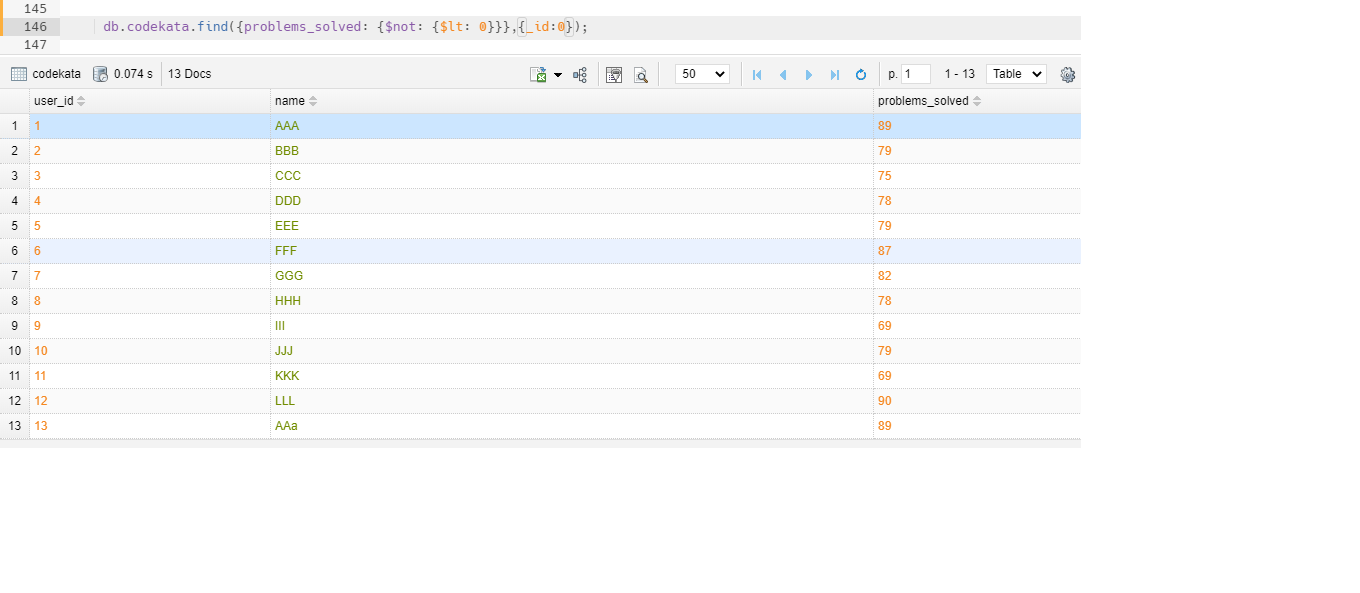 145
146 db.codekata.find({problems_solved: {$not: {$lt: 0}}},{_id:0});
147
codekata 0.074 s 13 Docs 50 p. 1 1 - 13 Table
user_id name problems_solved
1 1 AAA 89
2 2 BBB 79
3 3 CCC 75
4 4 DDD 78
5 5 EEE 79
6 6 FFF 87
7 7 GGG 82
8 8 HHH 78
9 9 III 69
10 10 JJJ 79
11 11 KKK 69
12 12 LLL 90
13 13 AAa 89